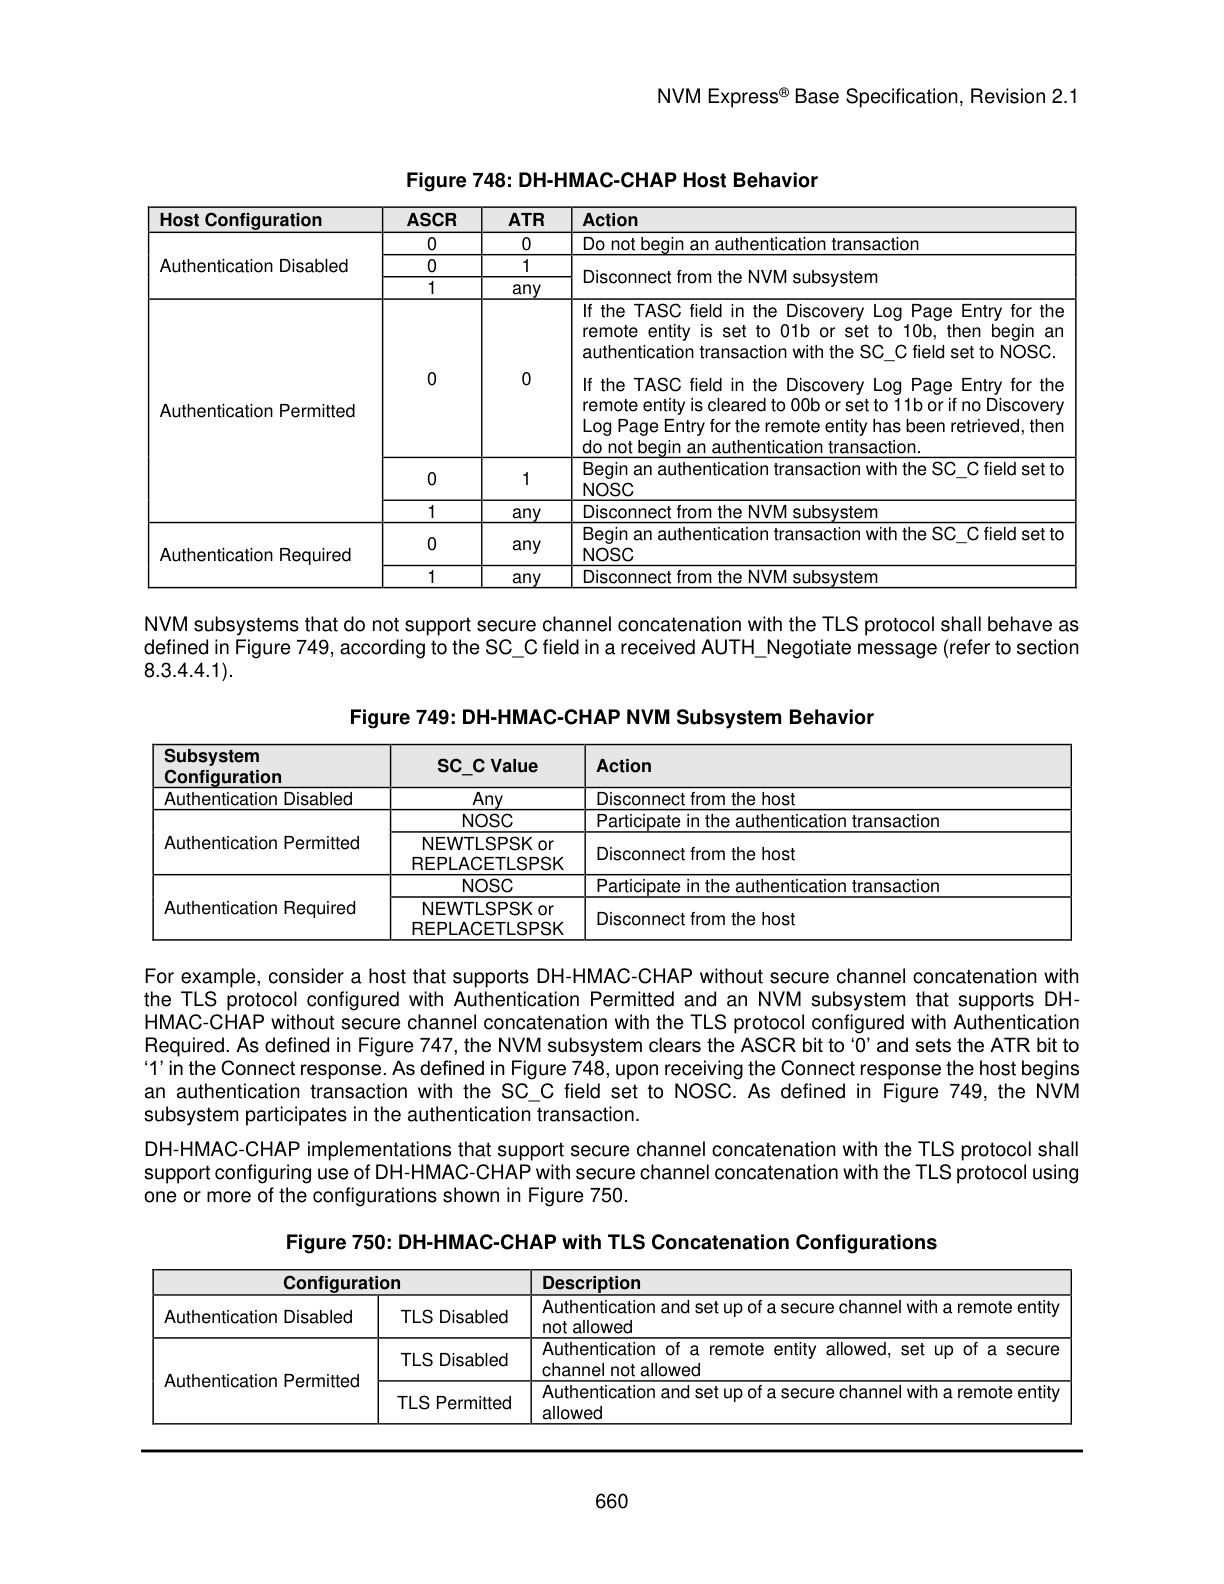 NVM Express® Base Specification, Revision 2.1
Figure 748: DH-HMAC-CHAP Host Behavior
Host Configuration ASCR ATR Action
Authentication Disabled
0 0 Do not begin an authentication transaction
0 1
Disconnect from the NVM subsystem
1 any
Authentication Permitted
0 0
If the TASC field in the Discovery Log Page Entry for the
remote entity is set to 01b or set to 10b, then begin an
authentication transaction with the SC_C field set to NOSC.
If the TASC field in the Discovery Log Page Entry for the
remote entity is cleared to 00b or set to 11b or if no Discovery
Log Page Entry for the remote entity has been retrieved, then
do not begin an authentication transaction.
0 1
Begin an authentication transaction with the SC_C field set to
NOSC
1 any Disconnect from the NVM subsystem
Authentication Required
0 any
Begin an authentication transaction with the SC_C field set to
NOSC
1 any Disconnect from the NVM subsystem
NVM subsystems that do not support secure channel concatenation with the TLS protocol shall behave as
defined in Figure 749, according to the SC_C field in a received AUTH_Negotiate message (refer to section
8.3.4.4.1).
Figure 749: DH-HMAC-CHAP NVM Subsystem Behavior
Subsystem
Configuration
SC_C Value Action
Authentication Disabled Any Disconnect from the host
Authentication Permitted
NOSC Participate in the authentication transaction
NEWTLSPSK or
REPLACETLSPSK
Disconnect from the host
Authentication Required
NOSC Participate in the authentication transaction
NEWTLSPSK or
REPLACETLSPSK
Disconnect from the host
For example, consider a host that supports DH-HMAC-CHAP without secure channel concatenation with
the TLS protocol configured with Authentication Permitted and an NVM subsystem that supports DH-
HMAC-CHAP without secure channel concatenation with the TLS protocol configured with Authentication
Required. As defined in Figure 747, the NVM subsystem clears the ASCR bit to ‘0’ and sets the ATR bit to
‘1’ in the Connect response. As defined in Figure 748, upon receiving the Connect response the host begins
an authentication transaction with the SC_C field set to NOSC. As defined in Figure 749, the NVM
subsystem participates in the authentication transaction.
DH-HMAC-CHAP implementations that support secure channel concatenation with the TLS protocol shall
support configuring use of DH-HMAC-CHAP with secure channel concatenation with the TLS protocol using
one or more of the configurations shown in Figure 750.
Figure 750: DH-HMAC-CHAP with TLS Concatenation Configurations
Configuration Description
Authentication Disabled TLS Disabled
Authentication and set up of a secure channel with a remote entity
not allowed
Authentication Permitted
TLS Disabled
Authentication of a remote entity allowed, set up of a secure
channel not allowed
TLS Permitted
Authentication and set up of a secure channel with a remote entity
allowed
660